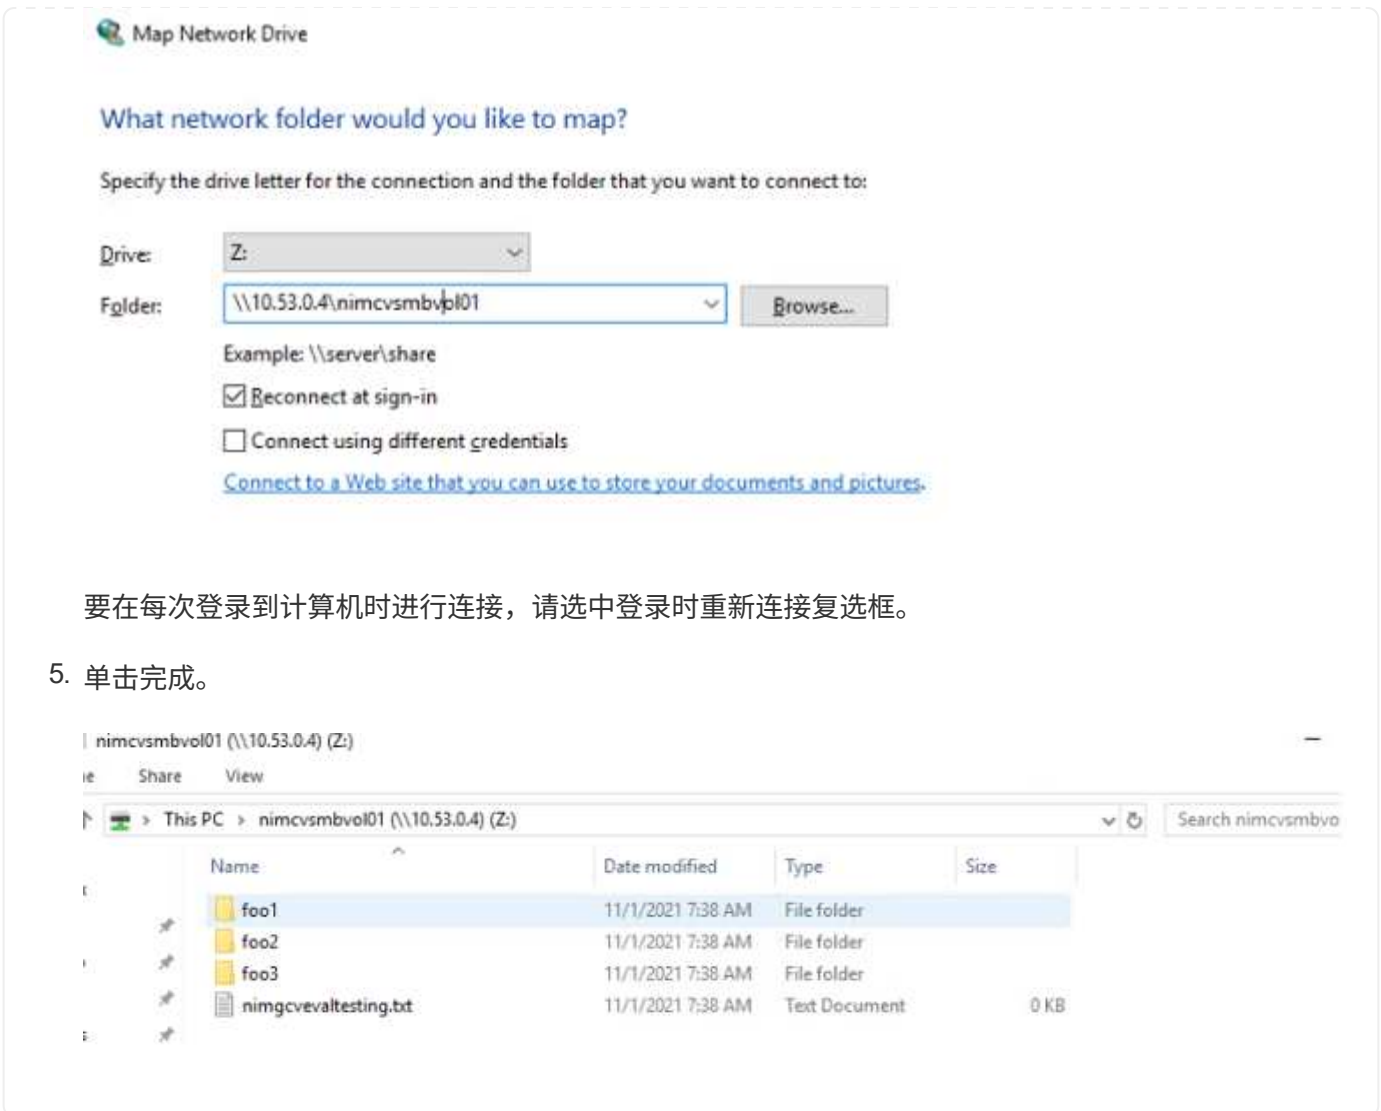 Map Network Drive
What network folder would you like to map?
Specify the drive letter for the connection and the folder that you want to connect to:
Drive: Z:
Folder: \\10.53.0.4\nimcvsmbvol01 Browse...
Example: \\server\share
Reconnect at sign-in
Connect using different credentials
Connect to a Web site that you can use to store your documents and pictures.
要在每次登录到计算机时进行连接，请选中登录时重新连接复选框。
5. 单击完成。
nimcvsmbvol01 (\\10.53.0.4) (Z:)
Share View
This PC > nimcvsmbvol01 (\\10.53.0.4) (Z:) Search nimcvsmbvo
Name Date modified Type Size
foo1 11/1/2021 7:38 AM File folder
foo2 11/1/2021 7:38 AM File folder
foo3 11/1/2021 7:38 AM File folder
nimgcvevaltesting.txt 11/1/2021 7:38 AM Text Document 0 KB